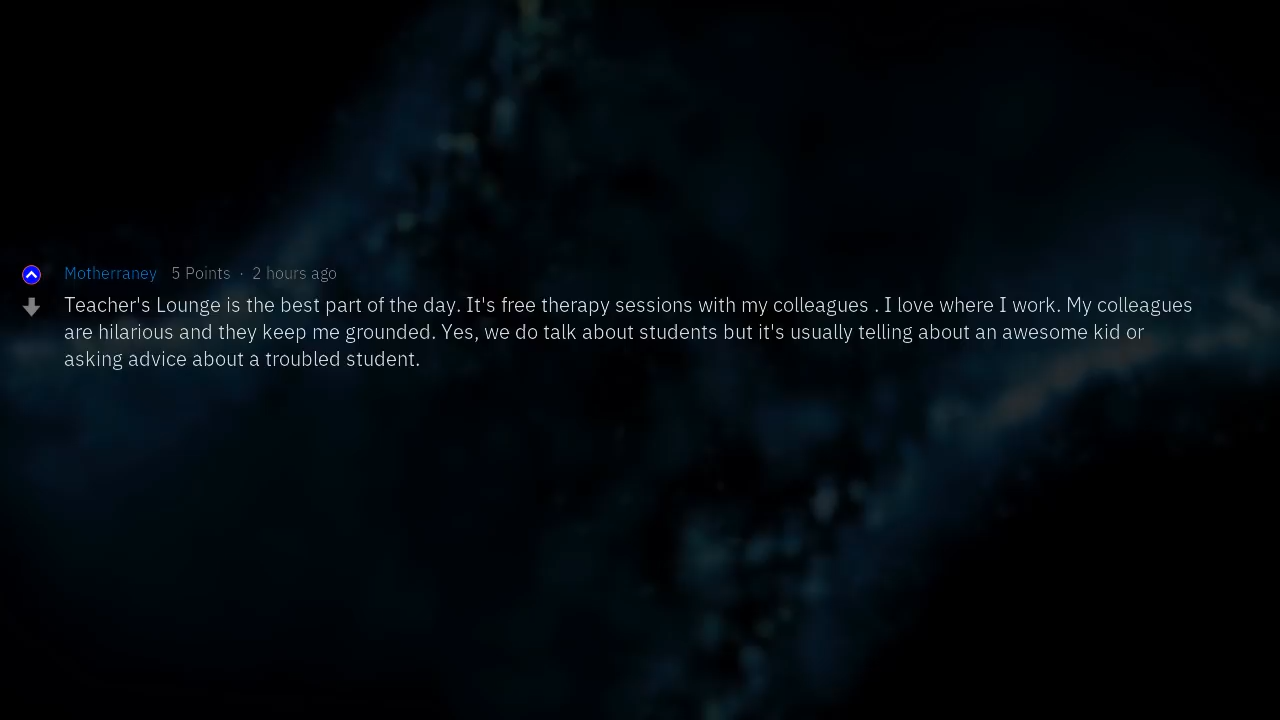 Motherraney 5 Points · 2 hours ago
Teacher's Lounge is the best part of the day. It's free therapy sessions with my colleagues . I love where I work. My colleagues
are hilarious and they keep me grounded. Yes, we do talk about students but it's usually telling about an awesome kid or
asking advice about a troubled student.